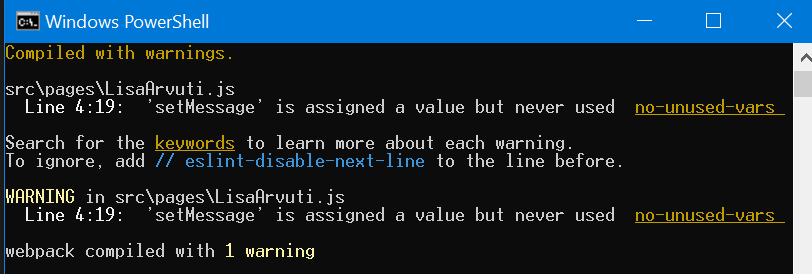 Windows PowerShell
Compiled with warnings.
src\pages\LisaArvuti.js
Line 4:19: 'setMessage' is assigned a value but never used no-unused-vars
Search for the keywords to learn more about each warning.
To ignore, add // eslint-disable-next-line to the line before.
WARNING in src\pages\LisaArvuti.js
Line 4:19: 'setMessage' is assigned a value but never used no-unused-vars
webpack compiled with 1 warning